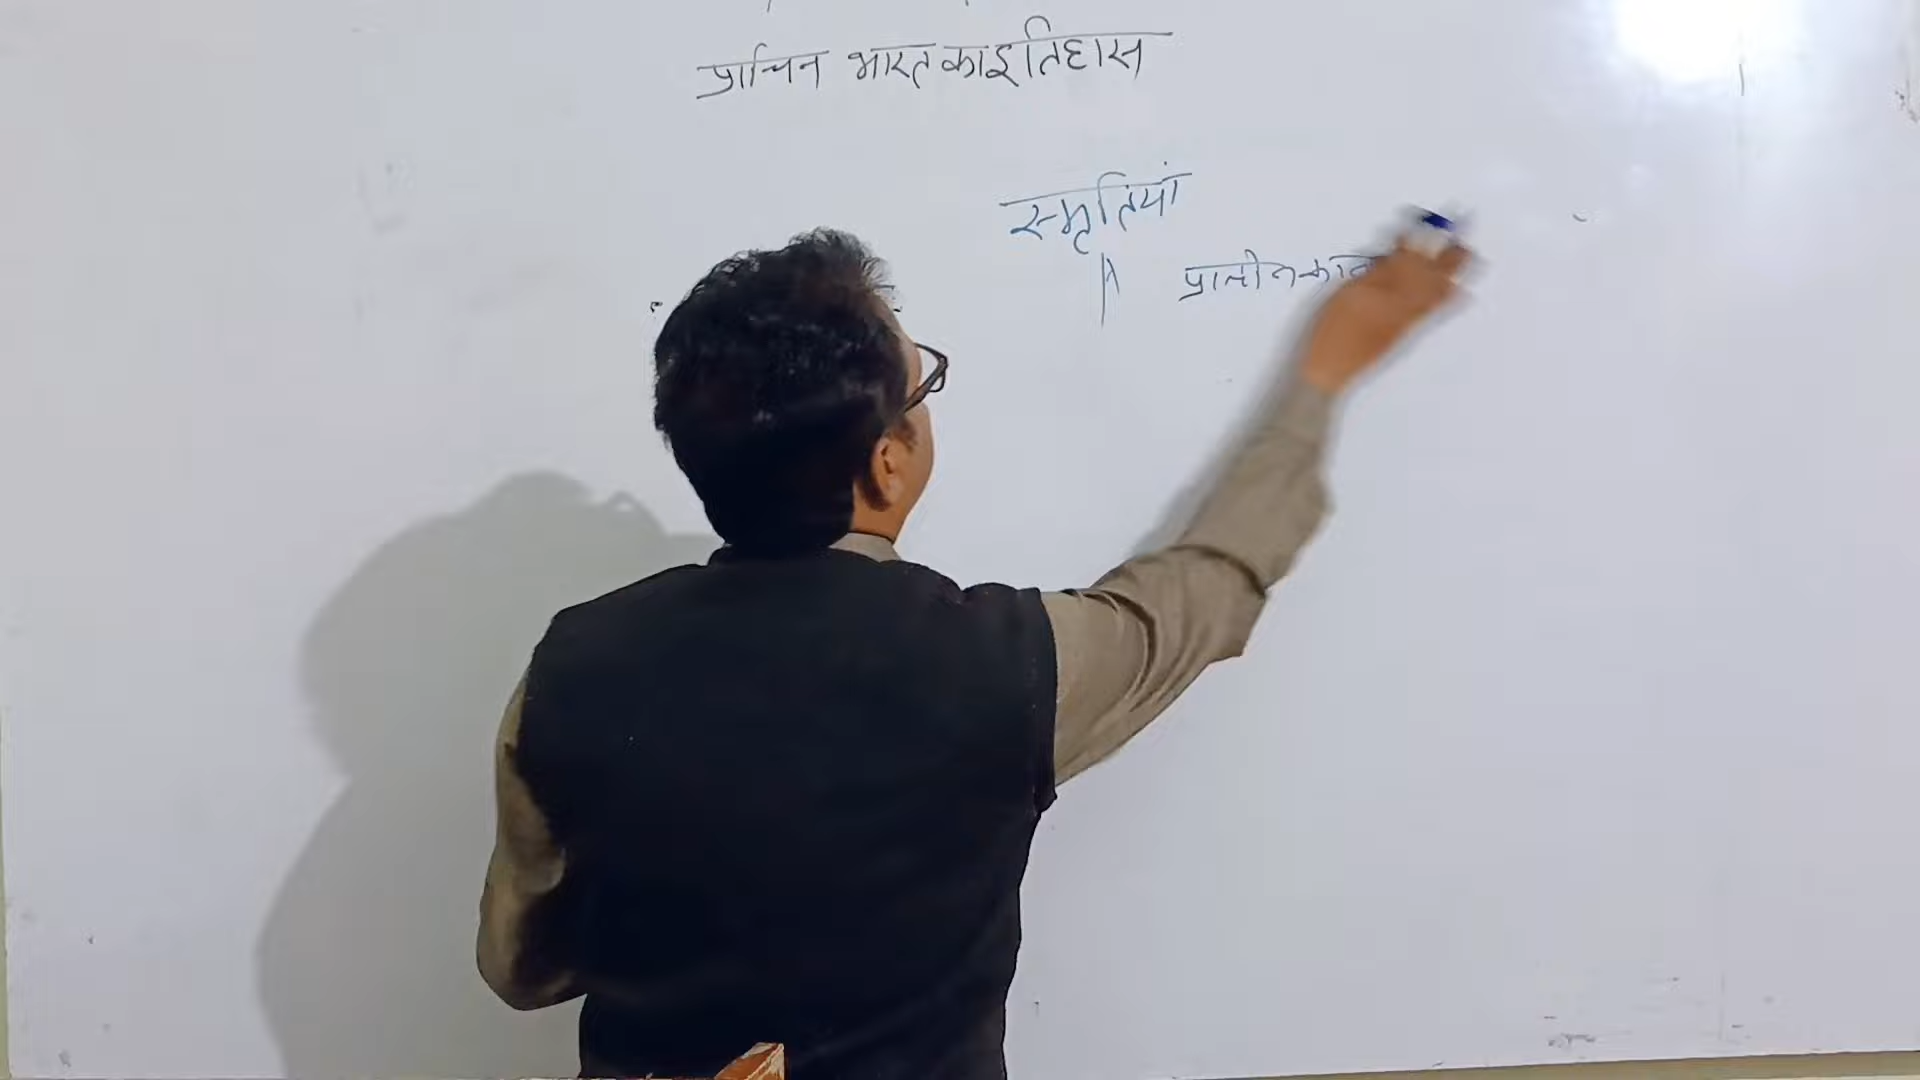 प्राचिन भारत का इतिहास
स्मृतियां
प्राचीन काल